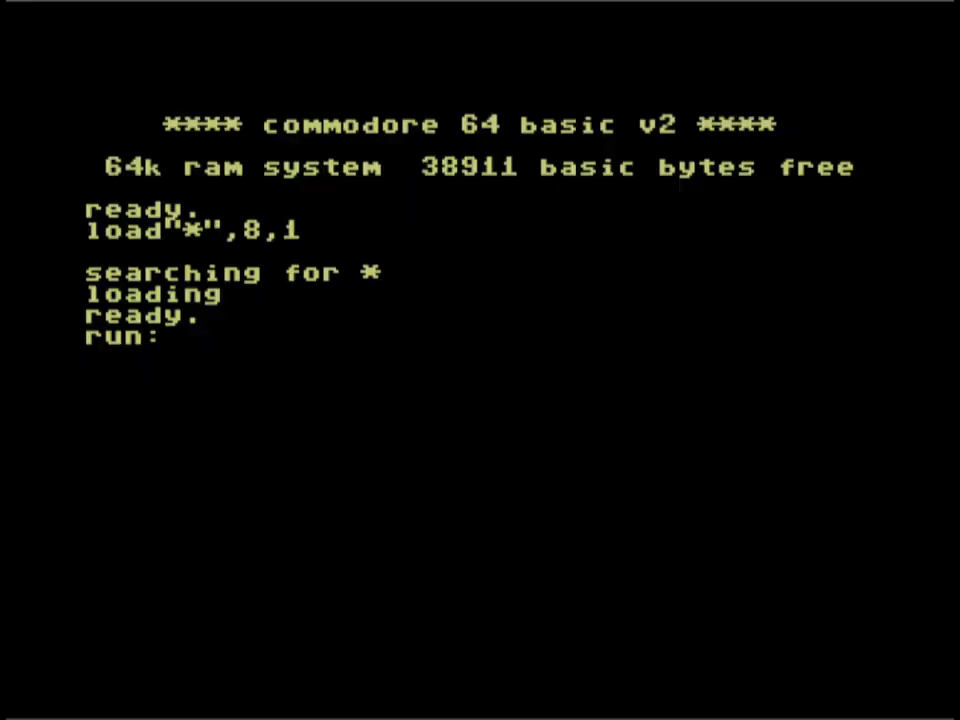 **** commodore 64 basic v2 ****
64k ram system  38911 basic bytes free
ready.
load"*",8,1
searching for *
loading
ready.
run: